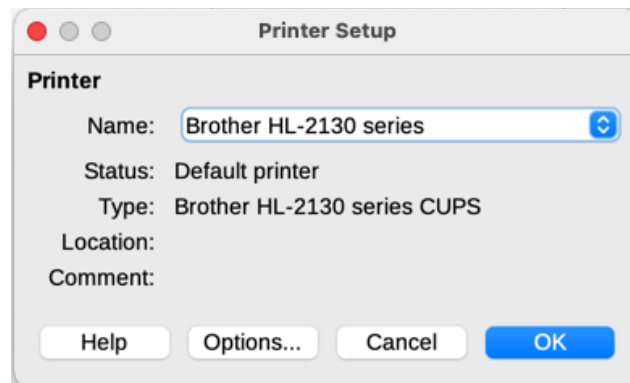 Printer Setup
Printer
Name: Brother HL-2130 series
Status: Default printer
Type: Brother HL-2130 series CUPS
Location:
Comment:
Help Options... Cancel OK